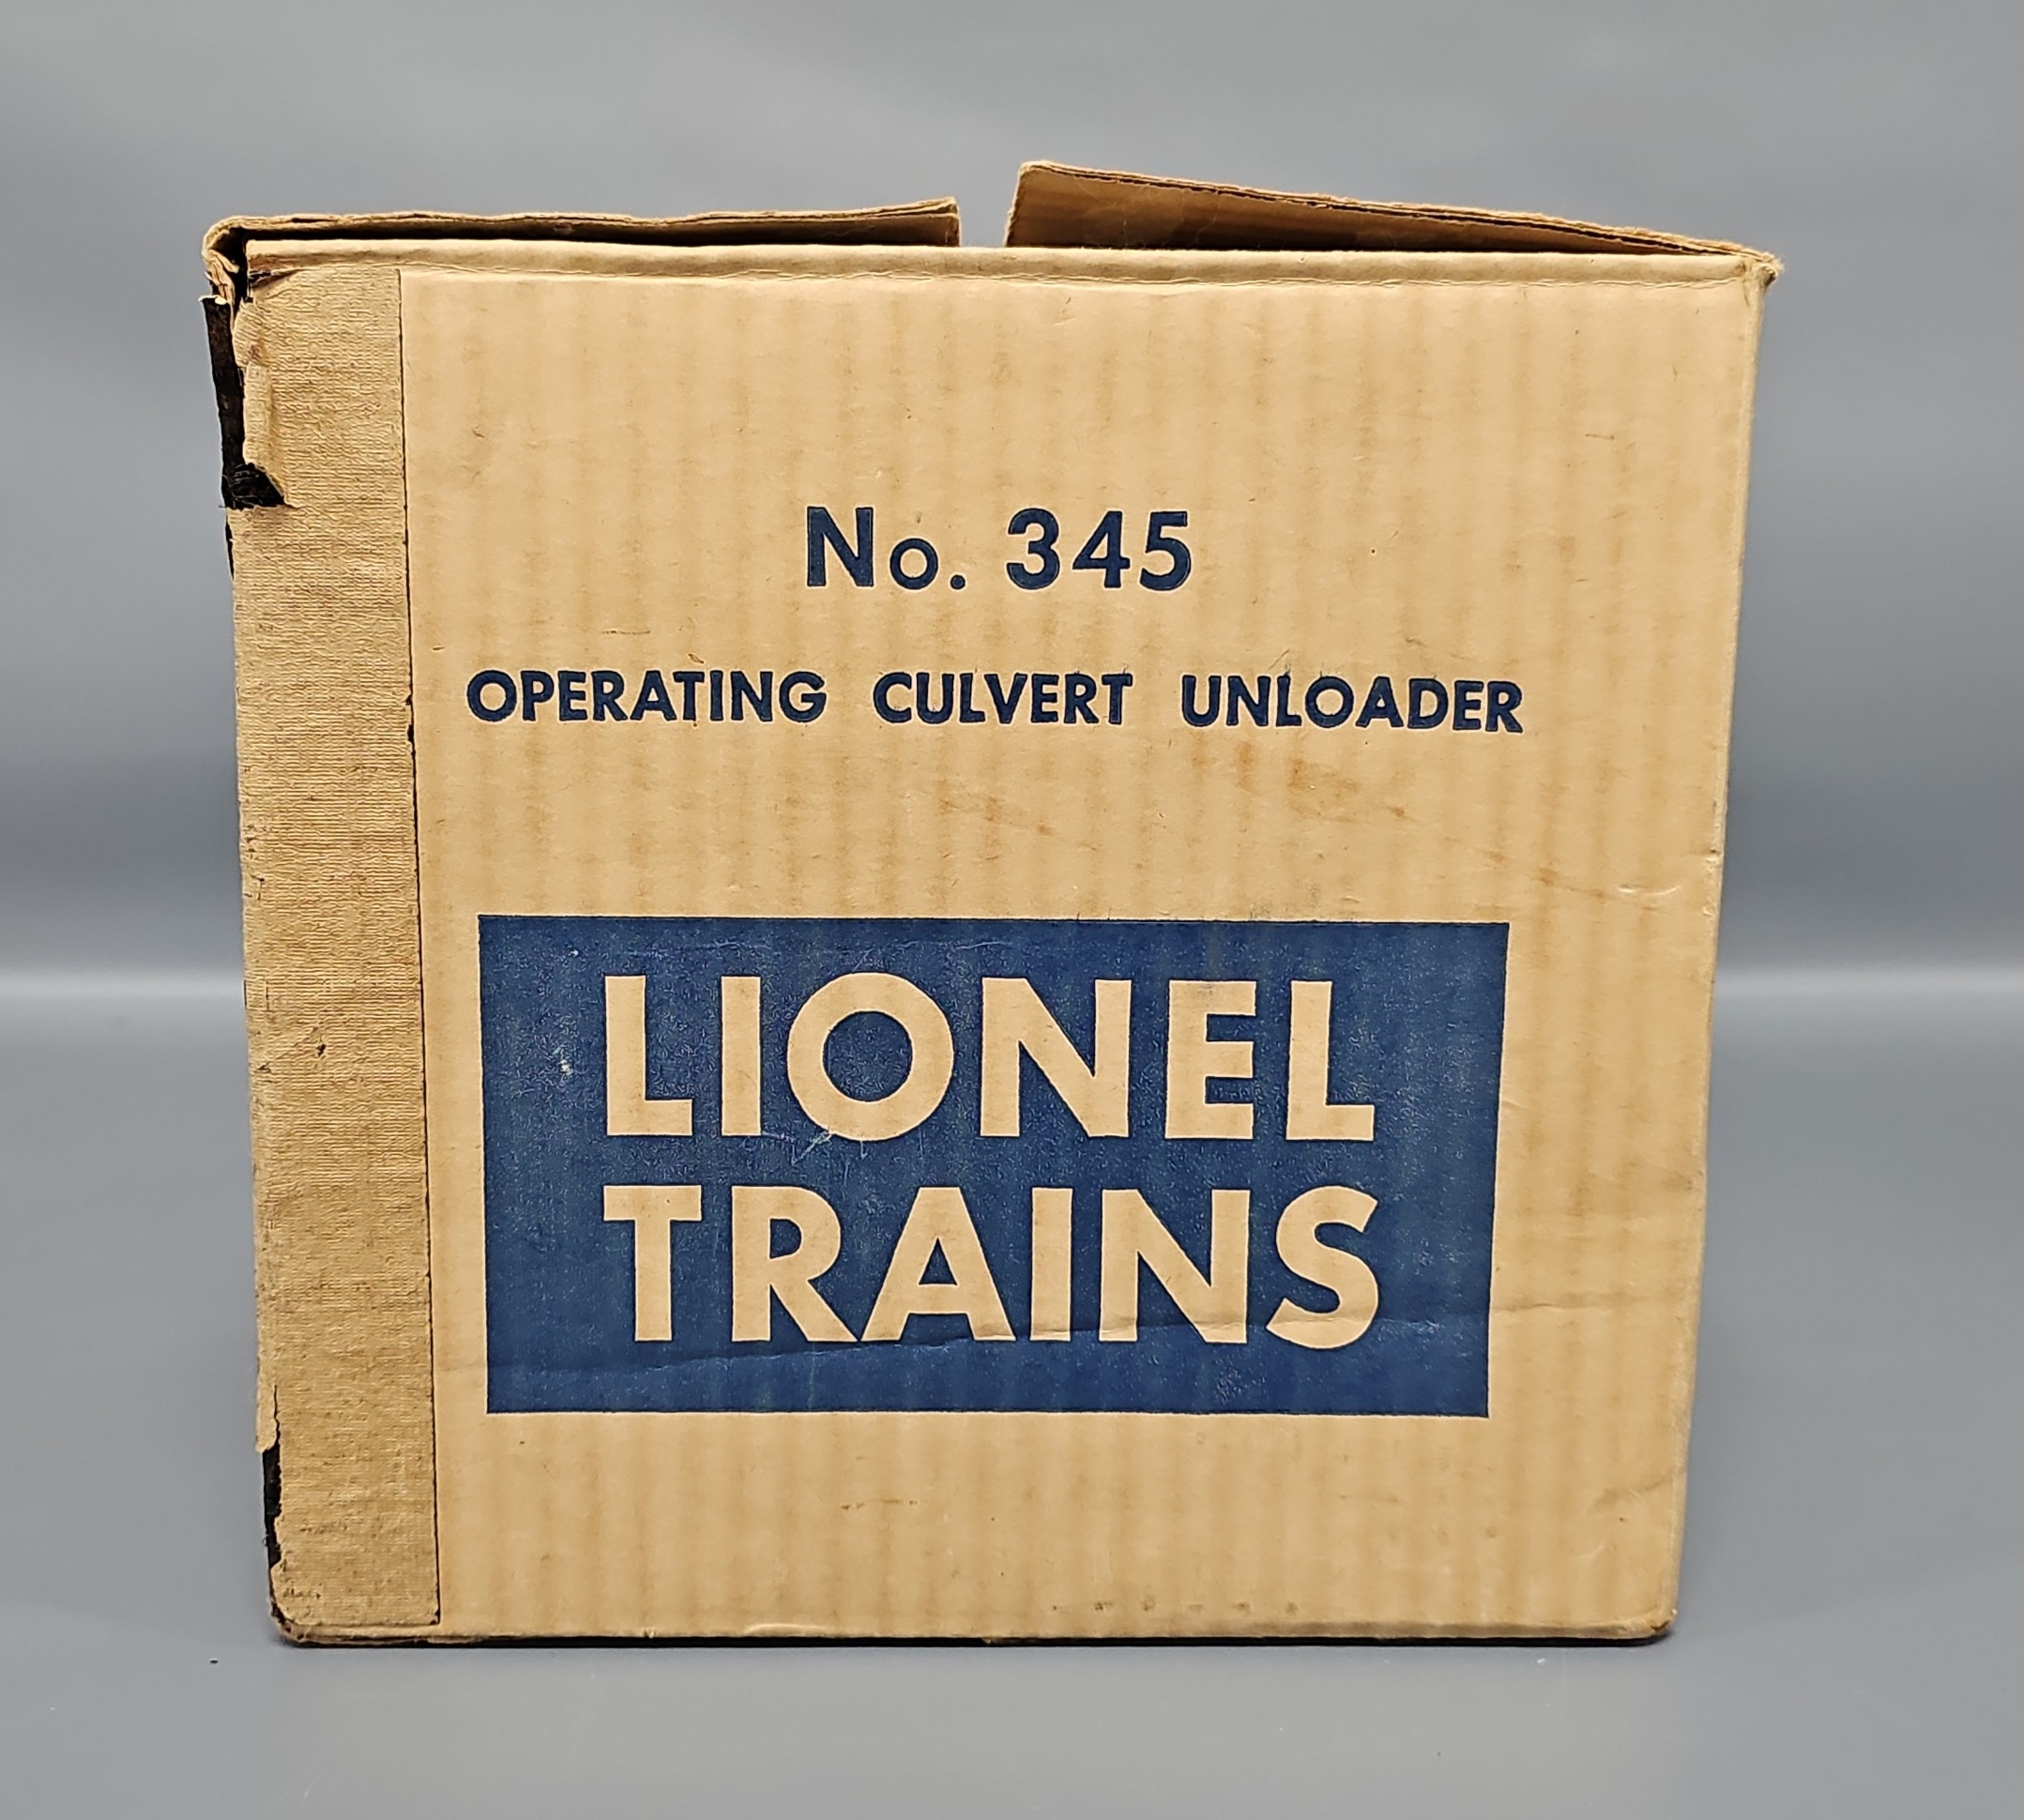 No. 345
OPERATING CULVERT UNLOADER
LIONEL
TRAINS